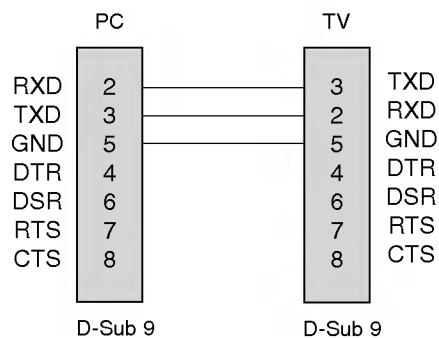 PC TV
RXD 2 3 TXD
TXD 3 2 RXD
GND 5 5 GND
DTR 4 4 DTR
DSR 6 6 DSR
RTS 7 7 RTS
CTS 8 8 CTS
D-Sub 9 D-Sub 9